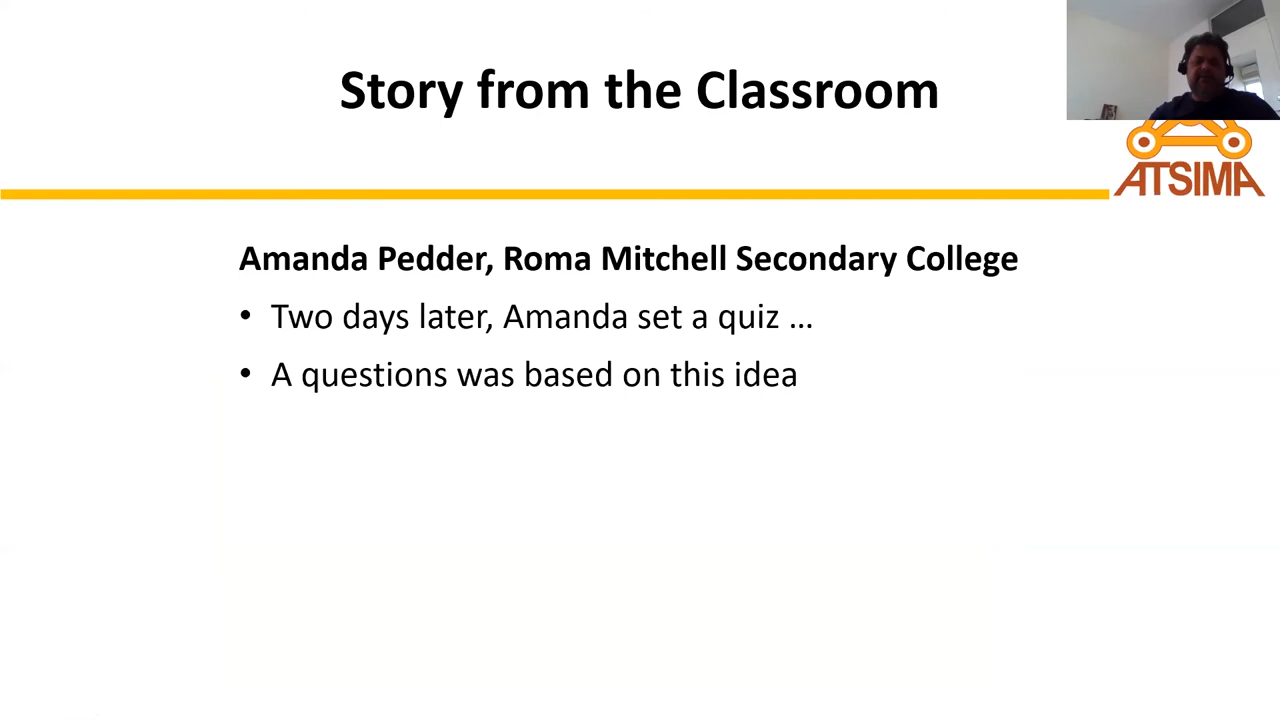 Story from the Classroom
ATSIMA
Amanda Pedder, Roma Mitchell Secondary College
• Two days later, Amanda set a quiz …
• A questions was based on this idea